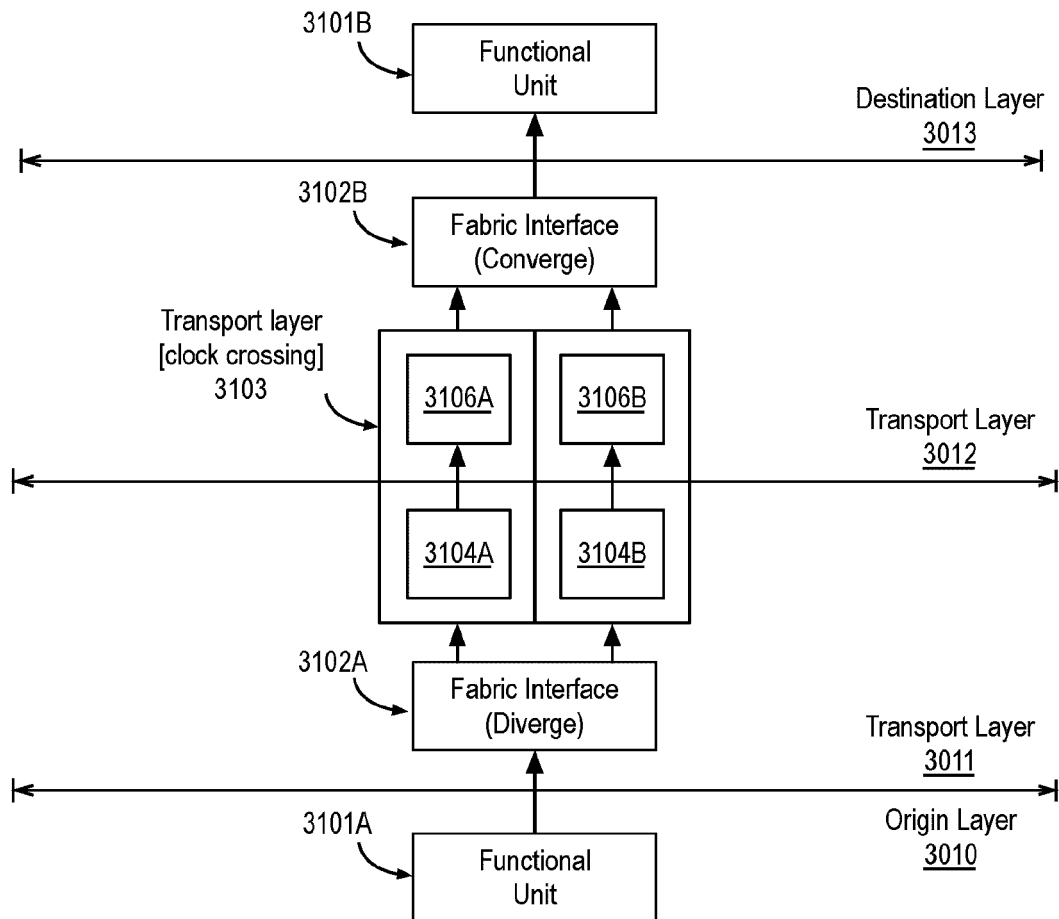 3101B
Functional
Unit
Destination Layer
3013
3102B
Fabric Interface
(Converge)
Transport layer
[clock crossing]
3103
3106A
3106B
Transport Layer
3012
3104A
3104B
3102A
Fabric Interface
(Diverge)
Transport Layer
3011
3101A
Origin Layer
3010
Functional
Unit